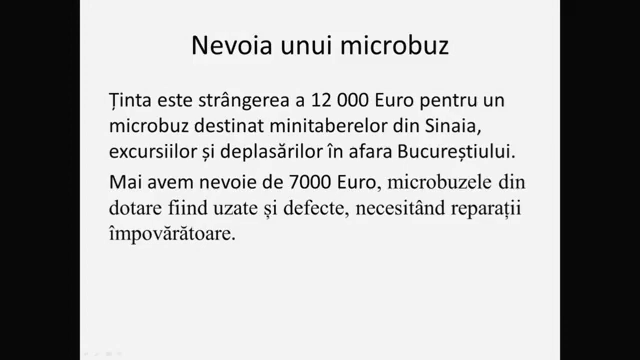 Nevoia unui microbuz
Ținta este strângerea a 12 000 Euro pentru un
microbuz destinat minitaberelor din Sinaia,
excursiilor și deplasărilor în afara Bucureștiului.
Mai avem nevoie de 7000 Euro, microbuzele din
dotare fiind uzate și defecte, necesitând reparații
împovărătoare.